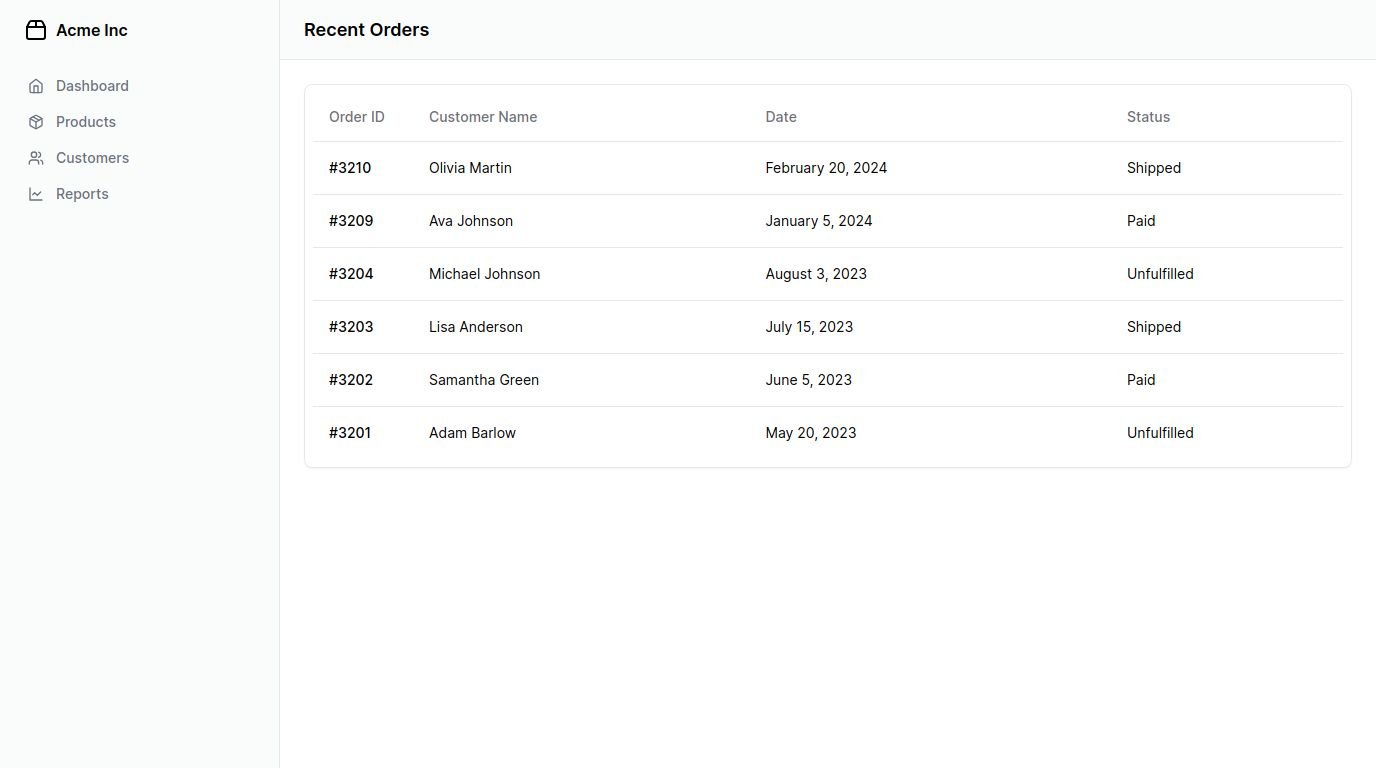 Acme Inc
Dashboard
Products
Customers
Reports
Recent Orders
Order ID Customer Name Date Status
#3210 Olivia Martin February 20, 2024 Shipped
#3209 Ava Johnson January 5, 2024 Paid
#3204 Michael Johnson August 3, 2023 Unfulfilled
#3203 Lisa Anderson July 15, 2023 Shipped
#3202 Samantha Green June 5, 2023 Paid
#3201 Adam Barlow May 20, 2023 Unfulfilled